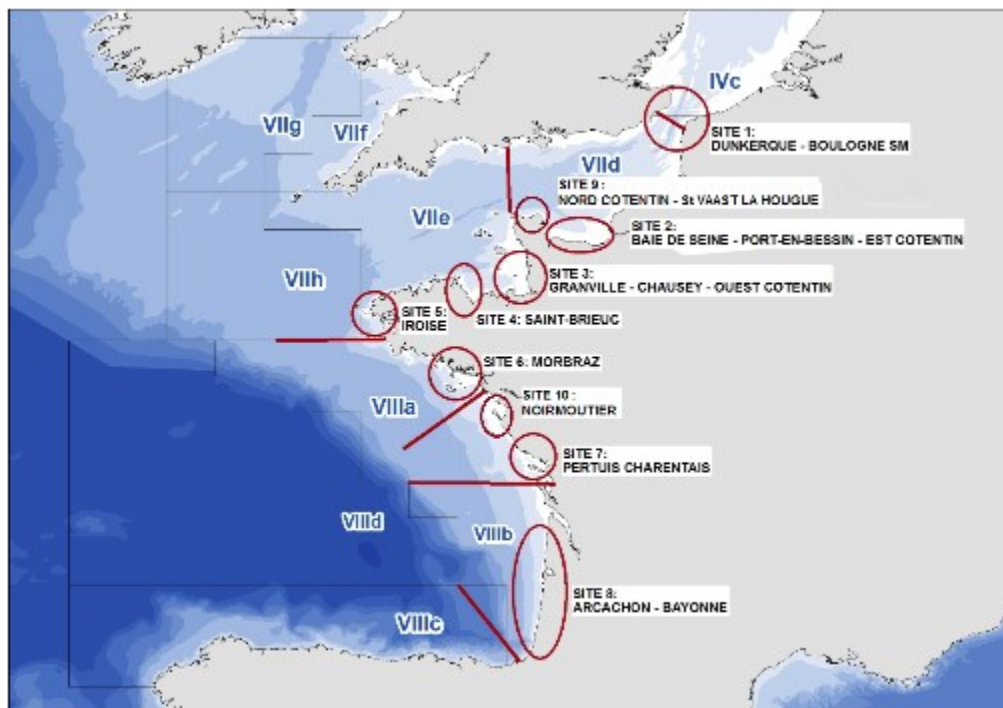 IVc
SITE 1:
DUNKERQUE - BOULOGNE SM
VIIg
VIIf
VIId
SITE 9 :
NORD COTENTIN - St VAAST LA HOUGUE
VIIe
SITE 2:
BAIE DE SEINE - PORT-EN-BESSIN - EST COTENTIN
SITE 3:
GRANVILLE - CHAUSEY - OUEST COTENTIN
VIIh
SITE 5:
IROISE
SITE 4: SAINT-BRIEUC
SITE 6: MORBRAZ
SITE 10 :
NOIRMOUTIER
VIIIa
SITE 7:
PERTUIS CHARENTAIS
VIIId
VIIIb
SITE 8:
ARCACHON - BAYONNE
VIIIc